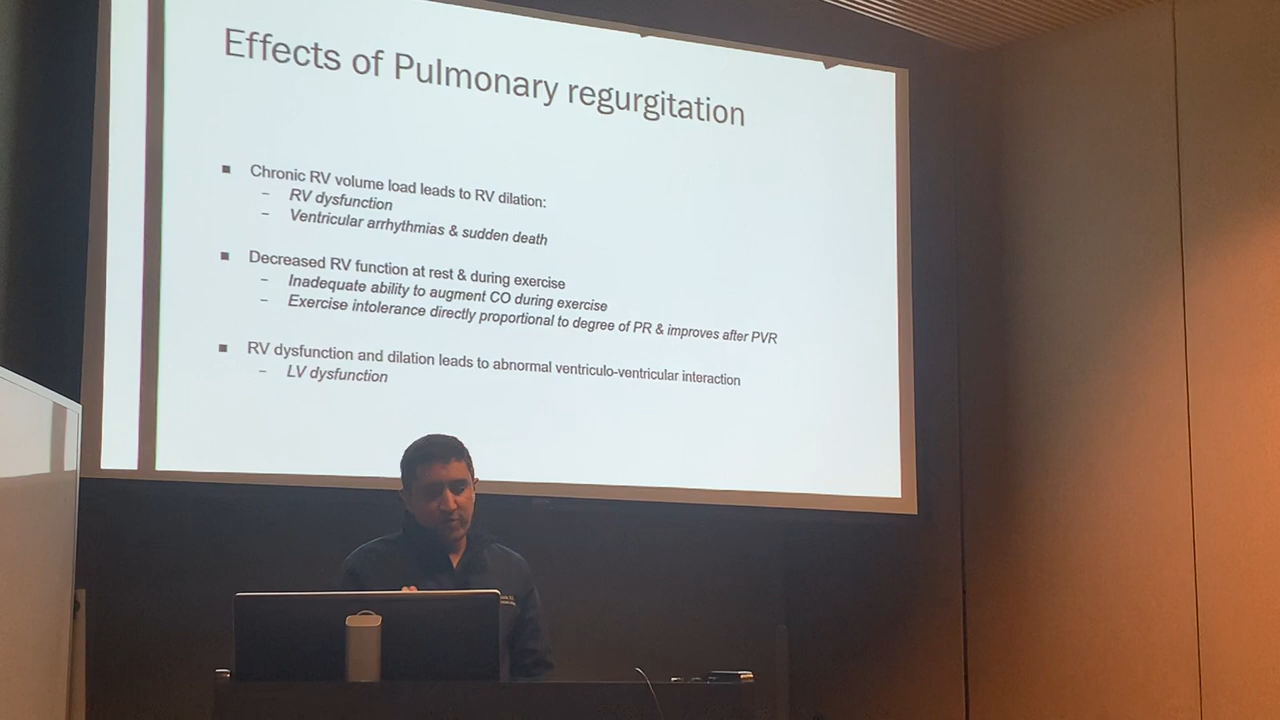 Effects of Pulmonary regurgitation
■ Chronic RV volume load leads to RV dilation:
– RV dysfunction
– Ventricular arrhythmias & sudden death
■ Decreased RV function at rest & during exercise
– Inadequate ability to augment CO during exercise
– Exercise intolerance directly proportional to degree of PR & improves after PVR
■ RV dysfunction and dilation leads to abnormal ventriculo-ventricular interaction
– LV dysfunction